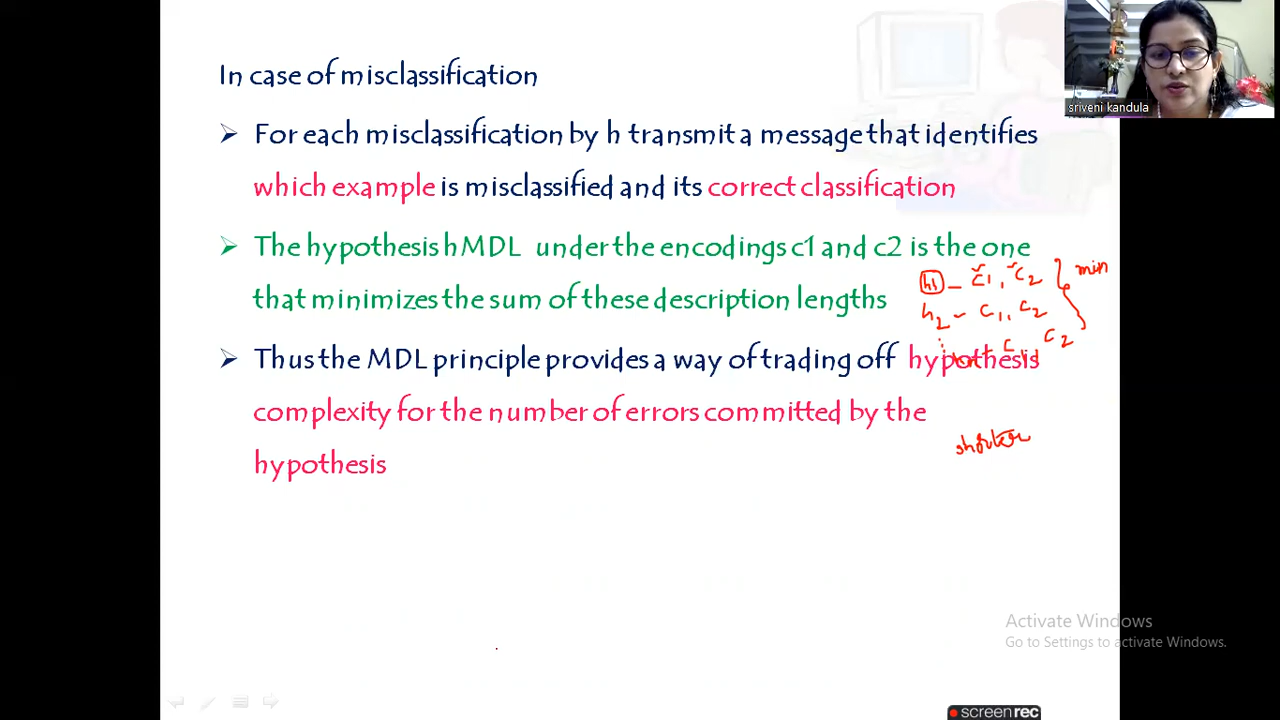 In case of misclassification
sriveni kandula
➢ For each misclassification by h transmit a message that identifies
which example is misclassified and its correct classification
➢ The hypothesis hMDL under the encodings c1 and c2 is the one
that minimizes the sum of these description lengths
h1 - c1, c2
min
h2 - c1, c2
c1, c2
➢ Thus the MDL principle provides a way of trading off hypothesis
complexity for the number of errors committed by the
hypothesis
shorter
Activate Windows
Go to Settings to activate Windows.
screenrec